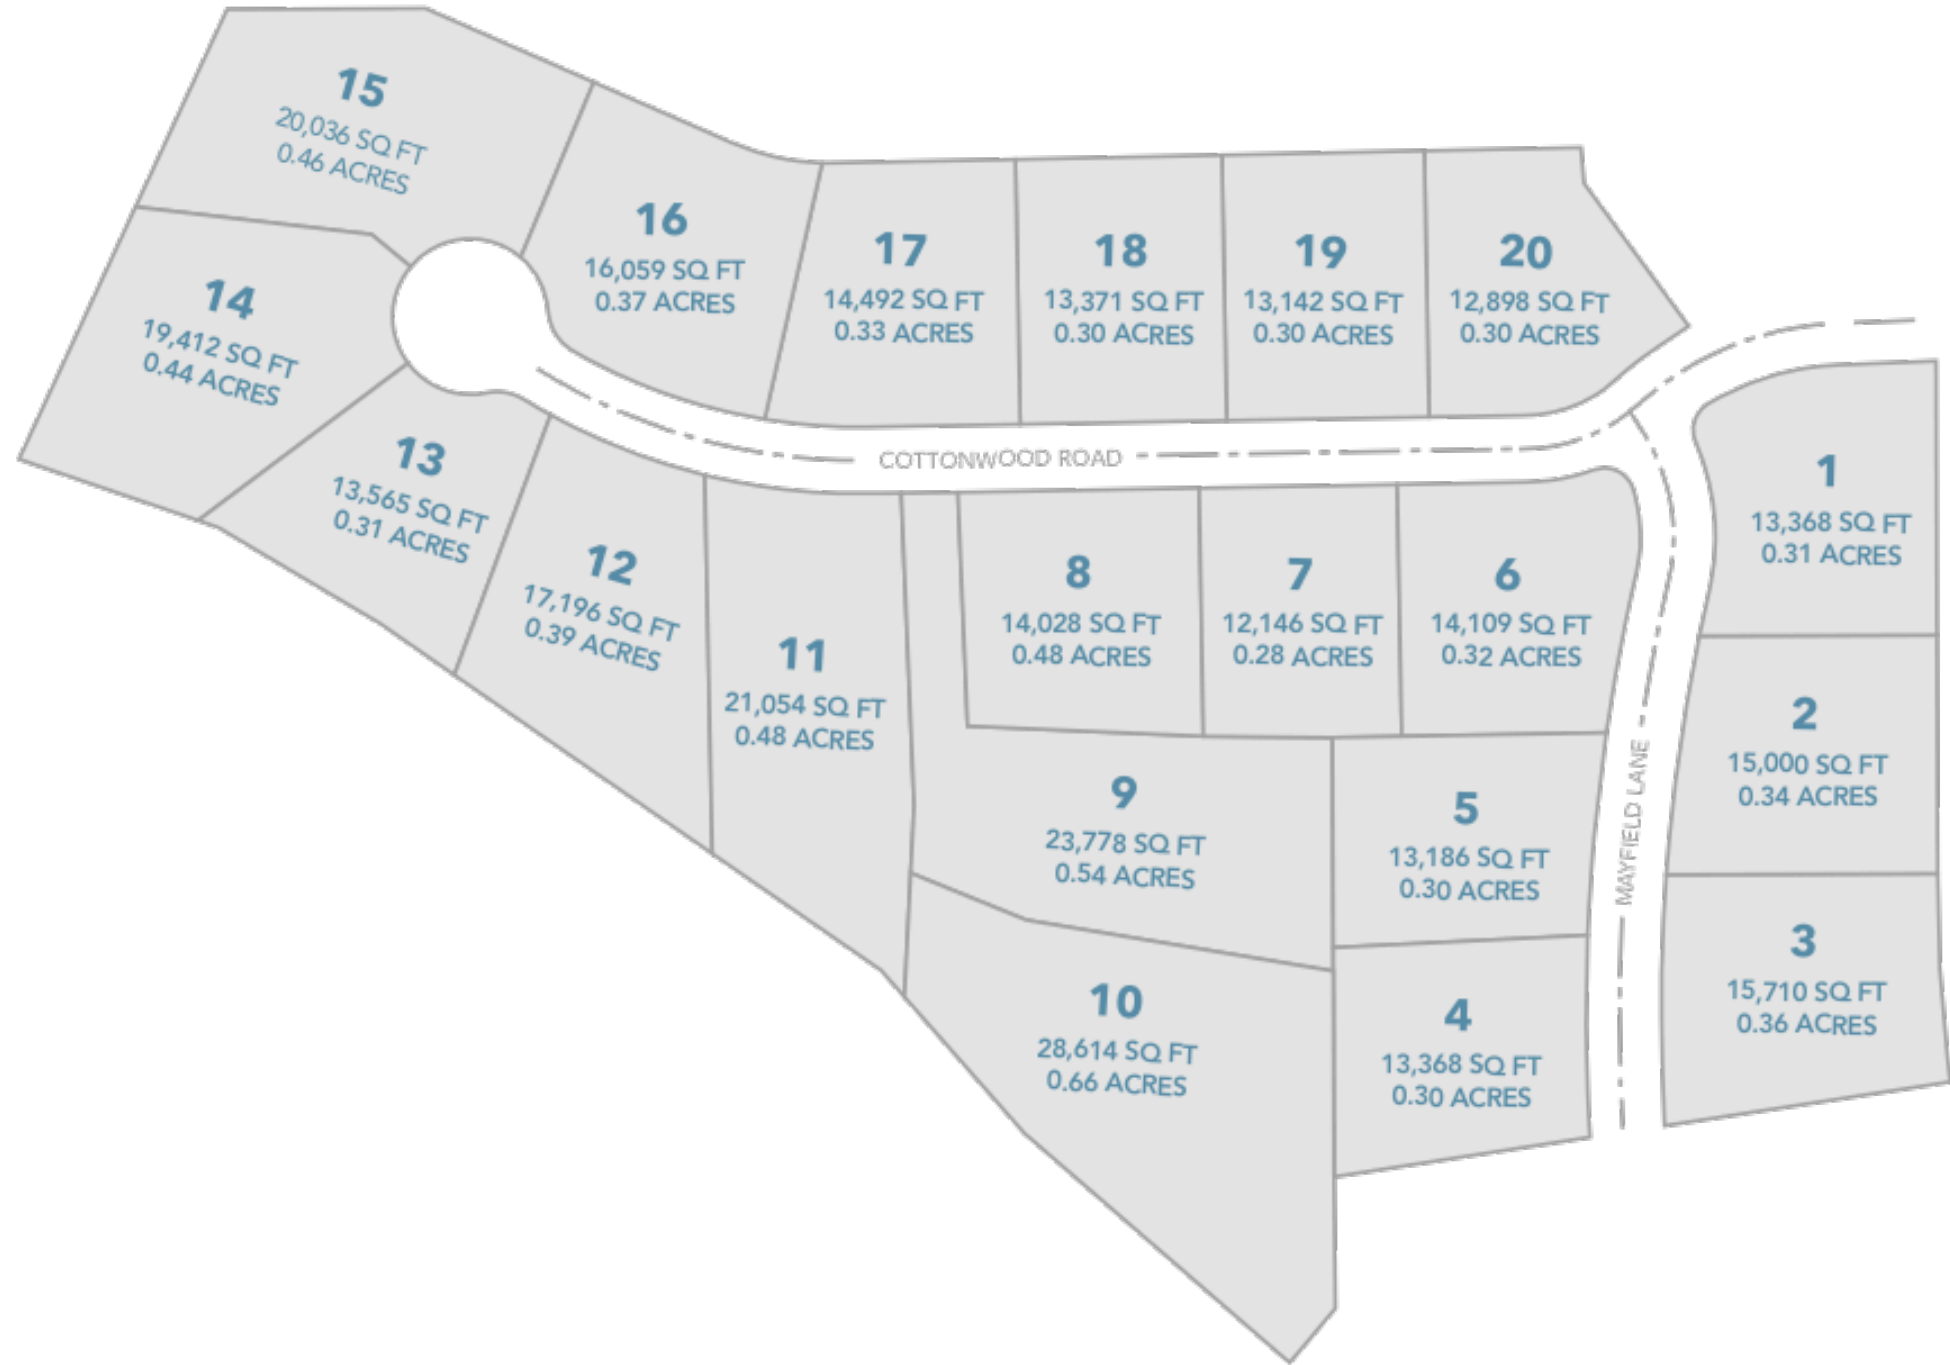 15
20,036 SQ FT
0.46 ACRES
16
16,059 SQ FT
0.37 ACRES
17
14,492 SQ FT
0.33 ACRES
18
13,371 SQ FT
0.30 ACRES
19
13,142 SQ FT
0.30 ACRES
20
12,898 SQ FT
0.30 ACRES
14
19,412 SQ FT
0.44 ACRES
13
13,565 SQ FT
0.31 ACRES
12
17,196 SQ FT
0.39 ACRES
11
21,054 SQ FT
0.48 ACRES
COTTONWOOD ROAD
8
14,028 SQ FT
0.48 ACRES
7
12,146 SQ FT
0.28 ACRES
6
14,109 SQ FT
0.32 ACRES
1
13,368 SQ FT
0.31 ACRES
2
15,000 SQ FT
0.34 ACRES
MAYFIELD LANE
9
23,778 SQ FT
0.54 ACRES
5
13,186 SQ FT
0.30 ACRES
3
15,710 SQ FT
0.36 ACRES
10
28,614 SQ FT
0.66 ACRES
4
13,368 SQ FT
0.30 ACRES